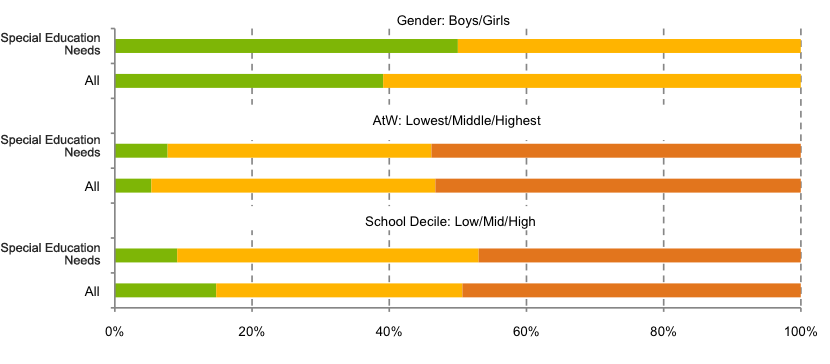 Gender: Boys/Girls
Special Education
Needs
All
AtW: Lowest/Middle/Highest
Special Education
Needs
All
School Decile: Low/Mid/High
Special Education
Needs
All
0% 20% 40% 60% 80% 100%